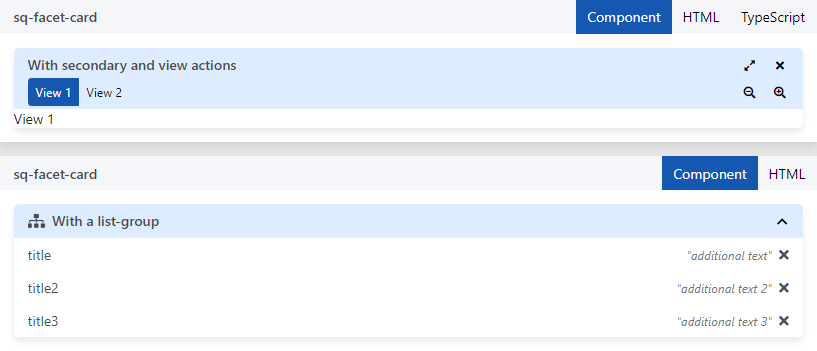 sq-facet-card Component HTML TypeScript
With secondary and view actions
View 1 View 2
View 1
sq-facet-card Component HTML
With a list-group
title "additional text"
title2 "additional text 2"
title3 "additional text 3"